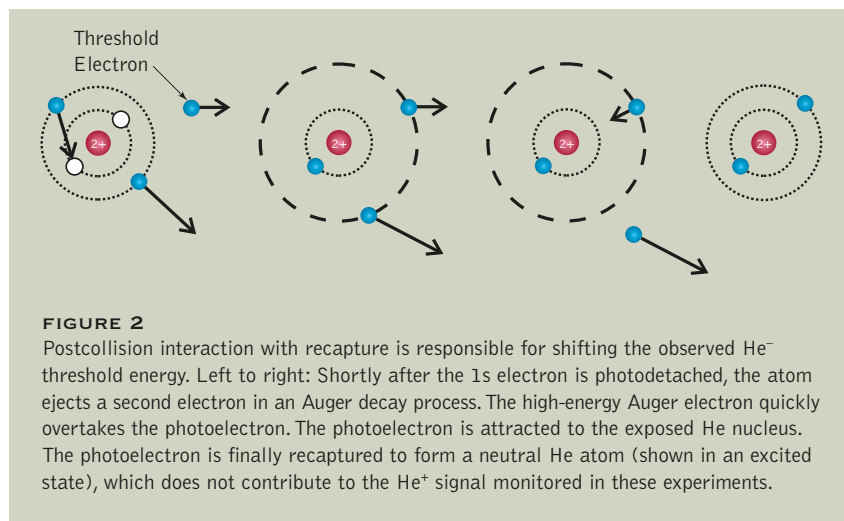 Threshold
Electron
2+
2+
2+
2+
FIGURE 2
Postcollision interaction with recapture is responsible for shifting the observed He⁻
threshold energy. Left to right: Shortly after the 1s electron is photodetached, the atom
ejects a second electron in an Auger decay process. The high-energy Auger electron quickly
overtakes the photoelectron. The photoelectron is attracted to the exposed He nucleus.
The photoelectron is finally recaptured to form a neutral He atom (shown in an excited
state), which does not contribute to the He⁺ signal monitored in these experiments.